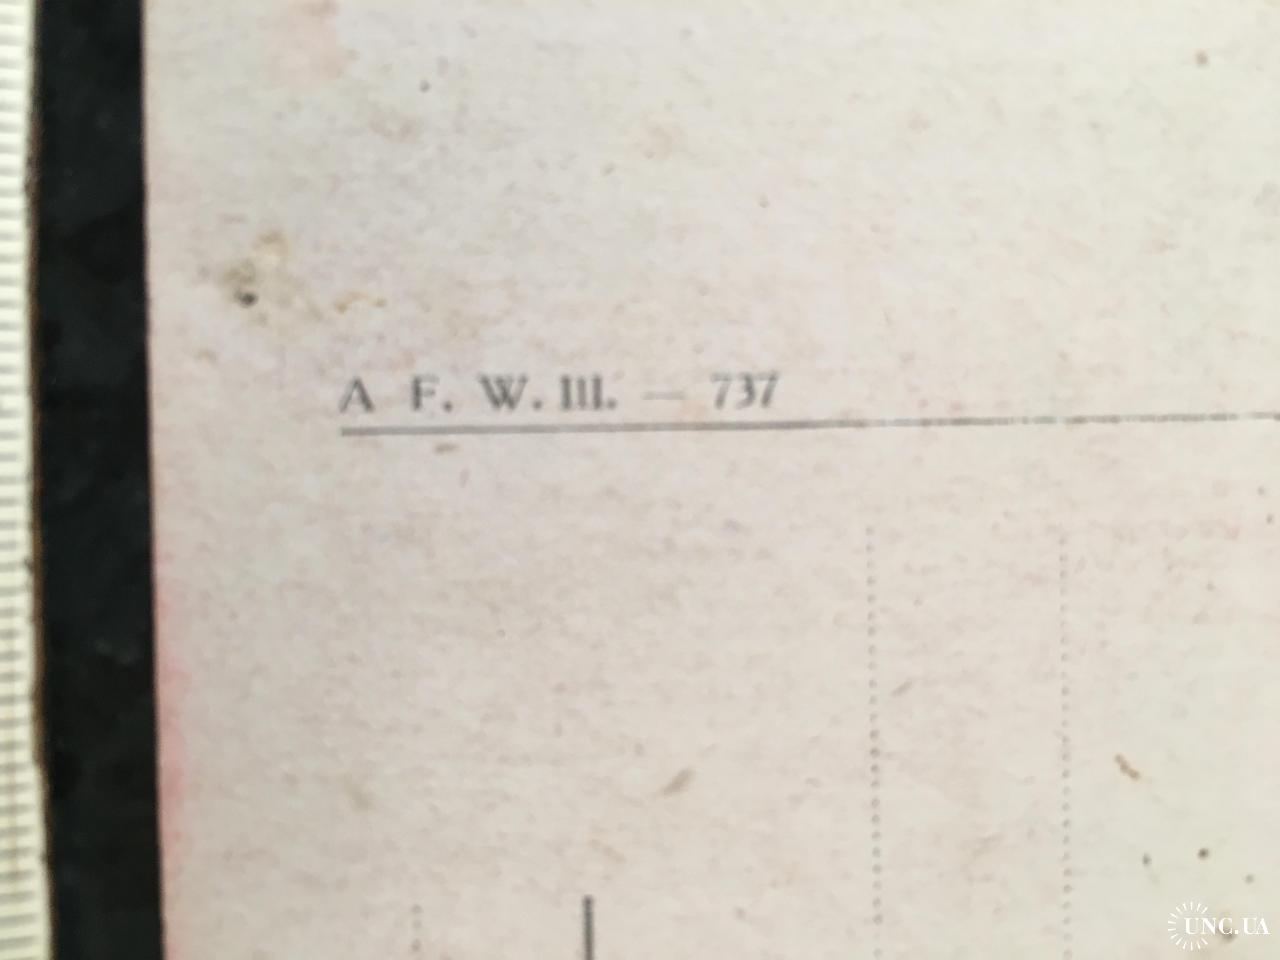 A F. W. III. — 737
UNC.UA